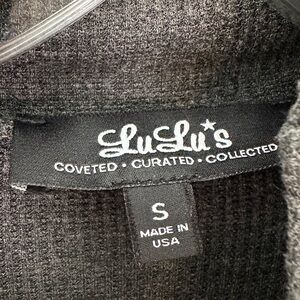 LuLu's
COVETED • CURATED • COLLECTED
S
MADE IN
USA